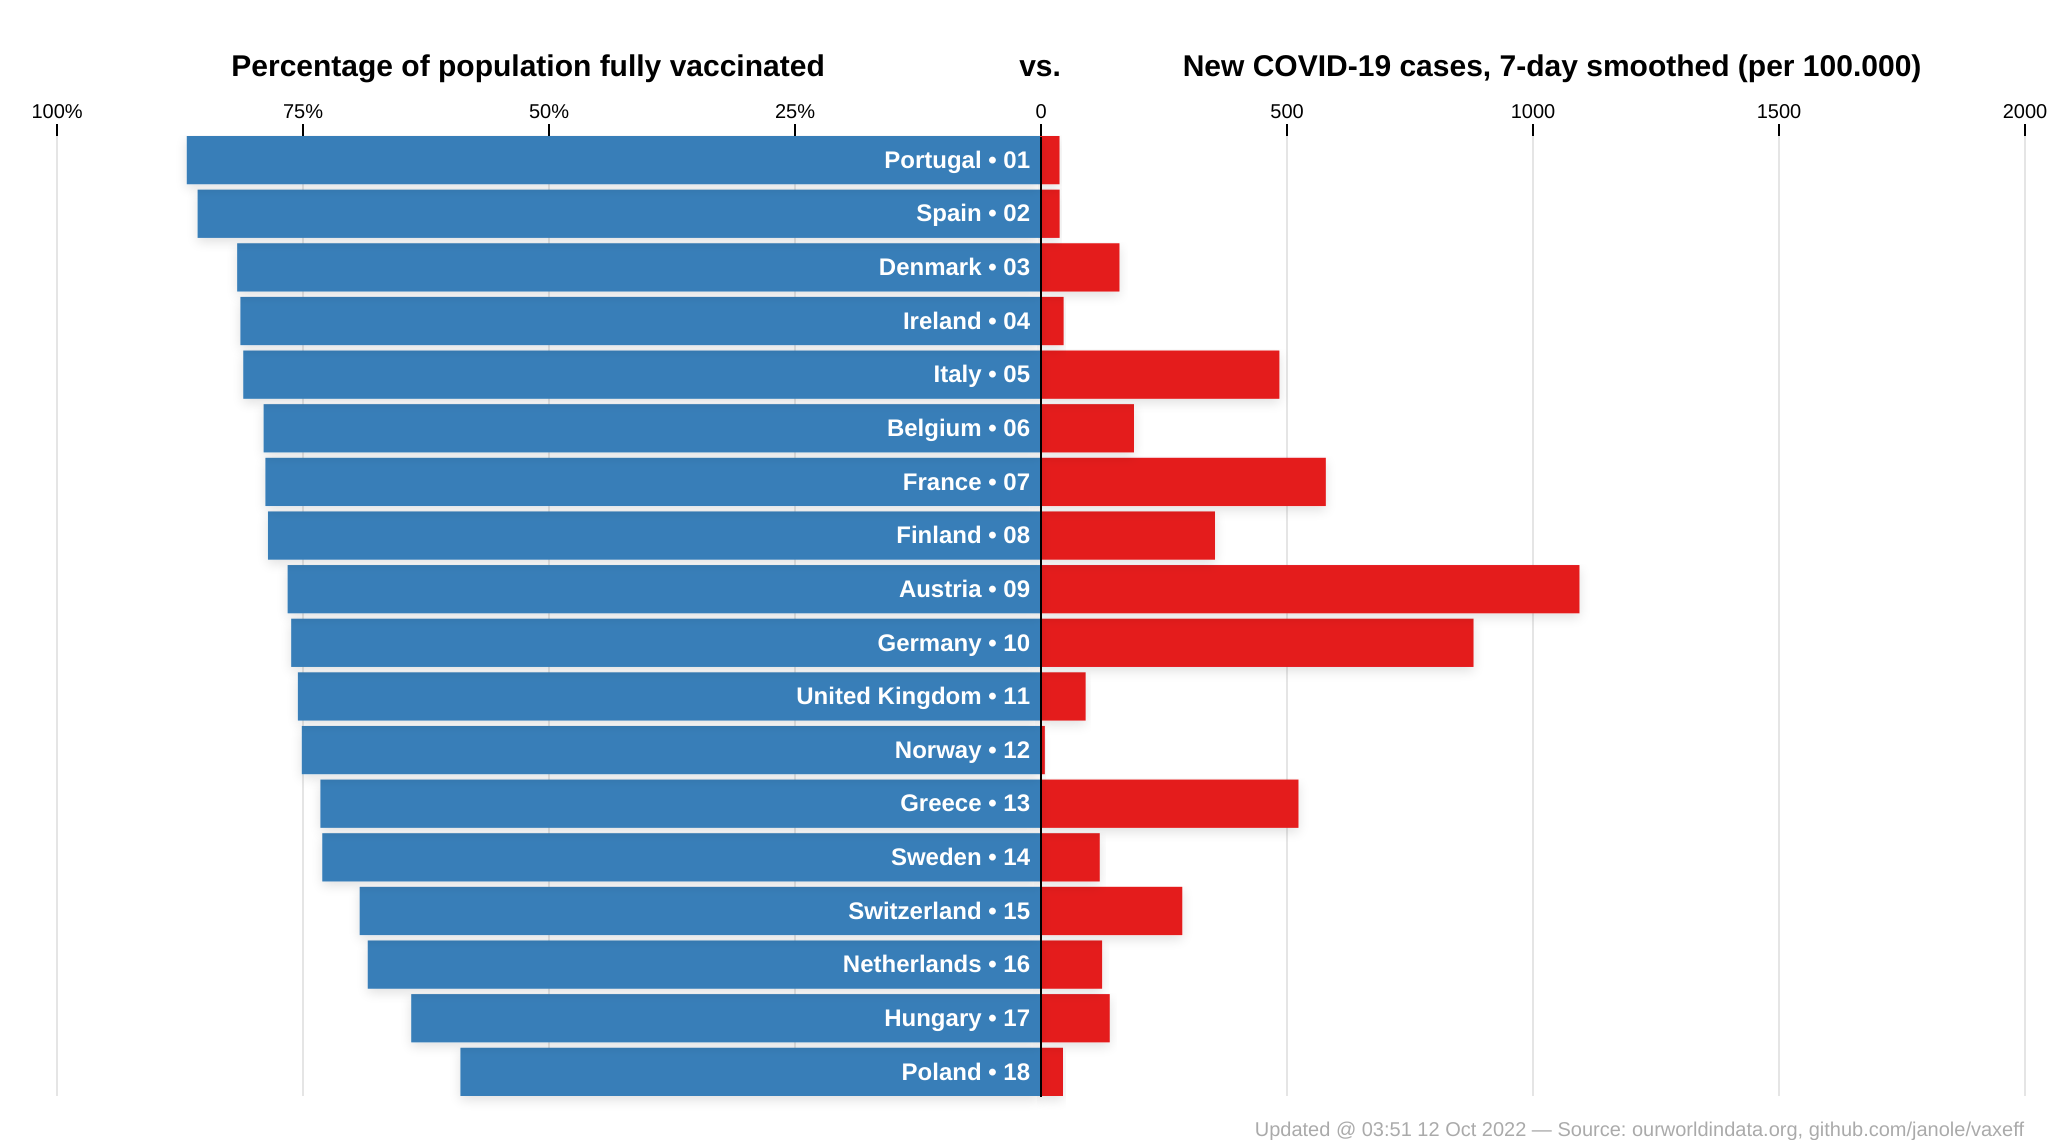 Percentage of population fully vaccinated vs. New COVID-19 cases, 7-day smoothed (per 100.000)
100% 75% 50% 25% 0 500 1000 1500 2000
Portugal • 01
Spain • 02
Denmark • 03
Ireland • 04
Italy • 05
Belgium • 06
France • 07
Finland • 08
Austria • 09
Germany • 10
United Kingdom • 11
Norway • 12
Greece • 13
Sweden • 14
Switzerland • 15
Netherlands • 16
Hungary • 17
Poland • 18
Updated @ 03:51 12 Oct 2022 — Source: ourworldindata.org, github.com/janole/vaxeff